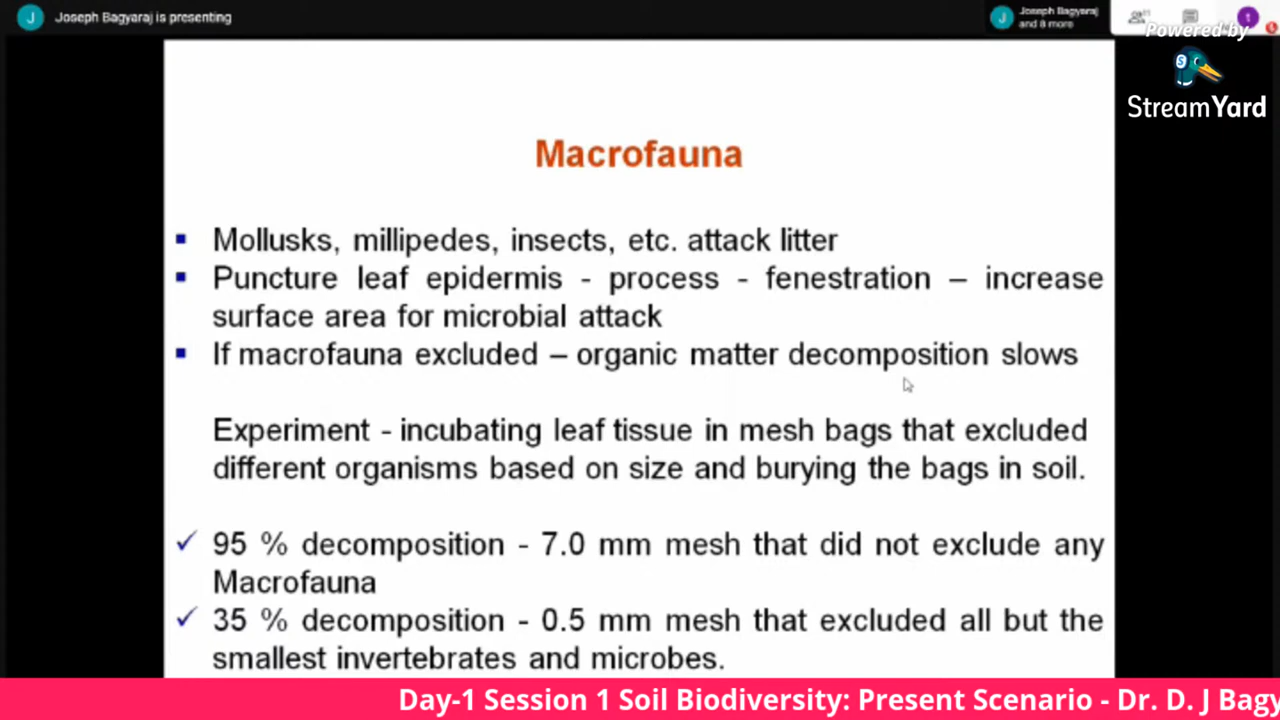 Joseph Bagyaraj is presenting
Joseph Bagyaraj
and 8 more
Powered by
StreamYard
Macrofauna
Mollusks, millipedes, insects, etc. attack litter
Puncture leaf epidermis - process - fenestration – increase
surface area for microbial attack
If macrofauna excluded – organic matter decomposition slows
Experiment - incubating leaf tissue in mesh bags that excluded
different organisms based on size and burying the bags in soil.
95 % decomposition - 7.0 mm mesh that did not exclude any
Macrofauna
35 % decomposition - 0.5 mm mesh that excluded all but the
smallest invertebrates and microbes.
Day-1 Session 1 Soil Biodiversity: Present Scenario - Dr. D. J Bagy